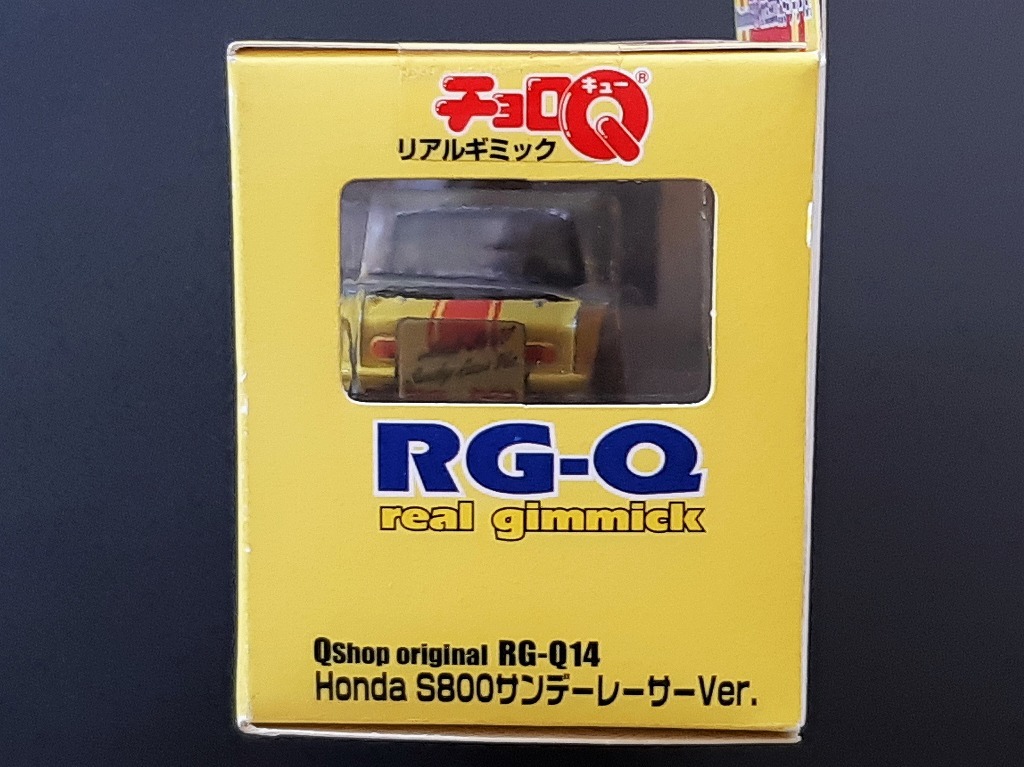 チョロQ®
キュー
リアルギミック
RG-Q
real gimmick
Qshop original RG-Q14
Honda S800サンデーレーサーVer.